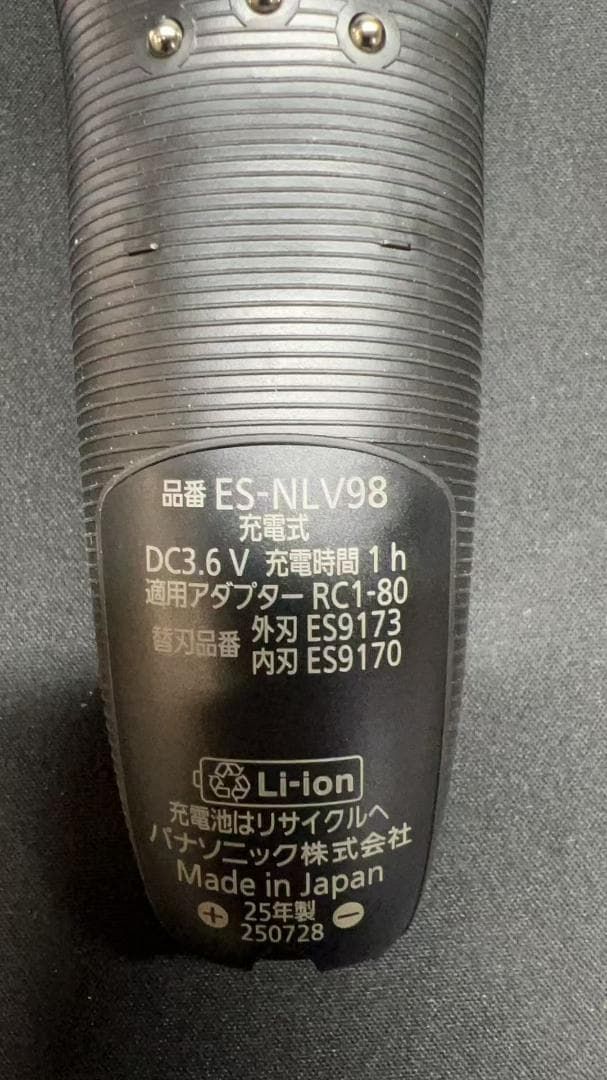 品番 ES-NLV98
充電式
DC3.6 V 充電時間 1 h
適用アダプター RC1-80
替刃品番 外刃 ES9173
内刃 ES9170
Li-ion
充電池はリサイクルへ
パナソニック株式会社
Made in Japan
+ 25年製 −
250728